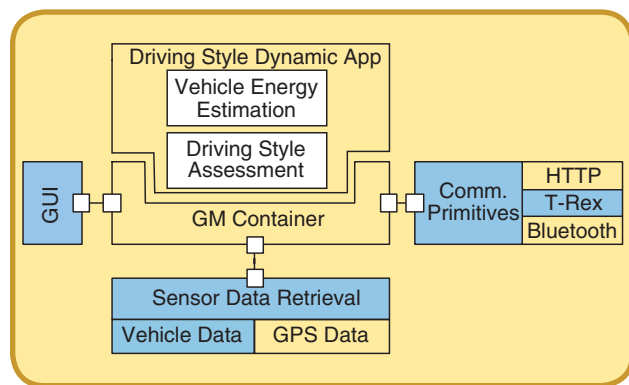 Driving Style Dynamic App
Vehicle Energy
Estimation
Driving Style
Assessment
GUI
GM Container
Comm.
Primitives
HTTP
T-Rex
Bluetooth
Sensor Data Retrieval
Vehicle Data
GPS Data